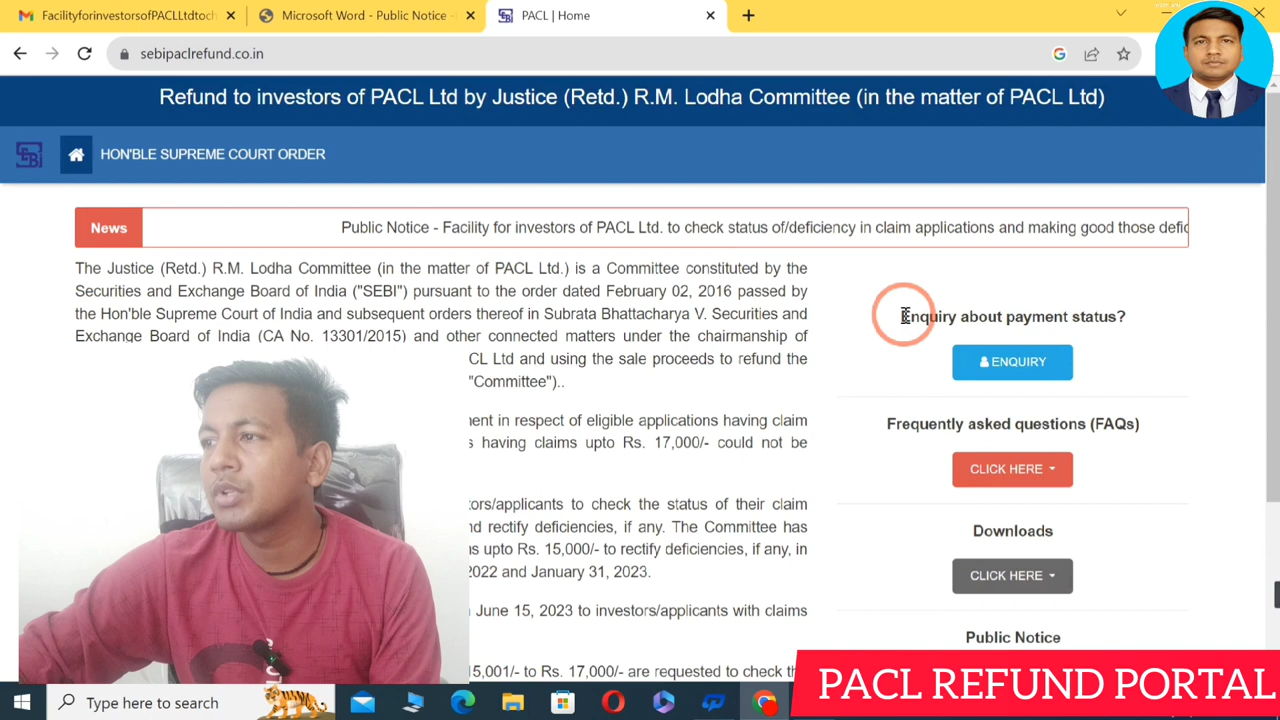 FacilityforinvestorsofPACLLtdtoch
Microsoft Word - Public Notice -
PACL | Home
sebipaclrefund.co.in
Refund to investors of PACL Ltd by Justice (Retd.) R.M. Lodha Committee (in the matter of PACL Ltd)
SEBI
HON'BLE SUPREME COURT ORDER
News
Public Notice - Facility for investors of PACL Ltd. to check status of/deficiency in claim applications and making good those defic
The Justice (Retd.) R.M. Lodha Committee (in the matter of PACL Ltd.) is a Committee constituted by the
Securities and Exchange Board of India ("SEBI") pursuant to the order dated February 02, 2016 passed by
the Hon'ble Supreme Court of India and subsequent orders thereof in Subrata Bhattacharya V. Securities and
Exchange Board of India (CA No. 13301/2015) and other connected matters under the chairmanship of
CL Ltd and using the sale proceeds to refund the
"Committee")..
ent in respect of eligible applications having claim
s having claims upto Rs. 17,000/- could not be
tors/applicants to check the status of their claim
nd rectify deficiencies, if any. The Committee has
s upto Rs. 15,000/- to rectify deficiencies, if any, in
2022 and January 31, 2023.
June 15, 2023 to investors/applicants with claims
15,001/- to Rs. 17,000/- are requested to check th
Enquiry about payment status?
ENQUIRY
Frequently asked questions (FAQs)
CLICK HERE
Downloads
CLICK HERE
Public Notice
PACL REFUND PORTAL
Type here to search